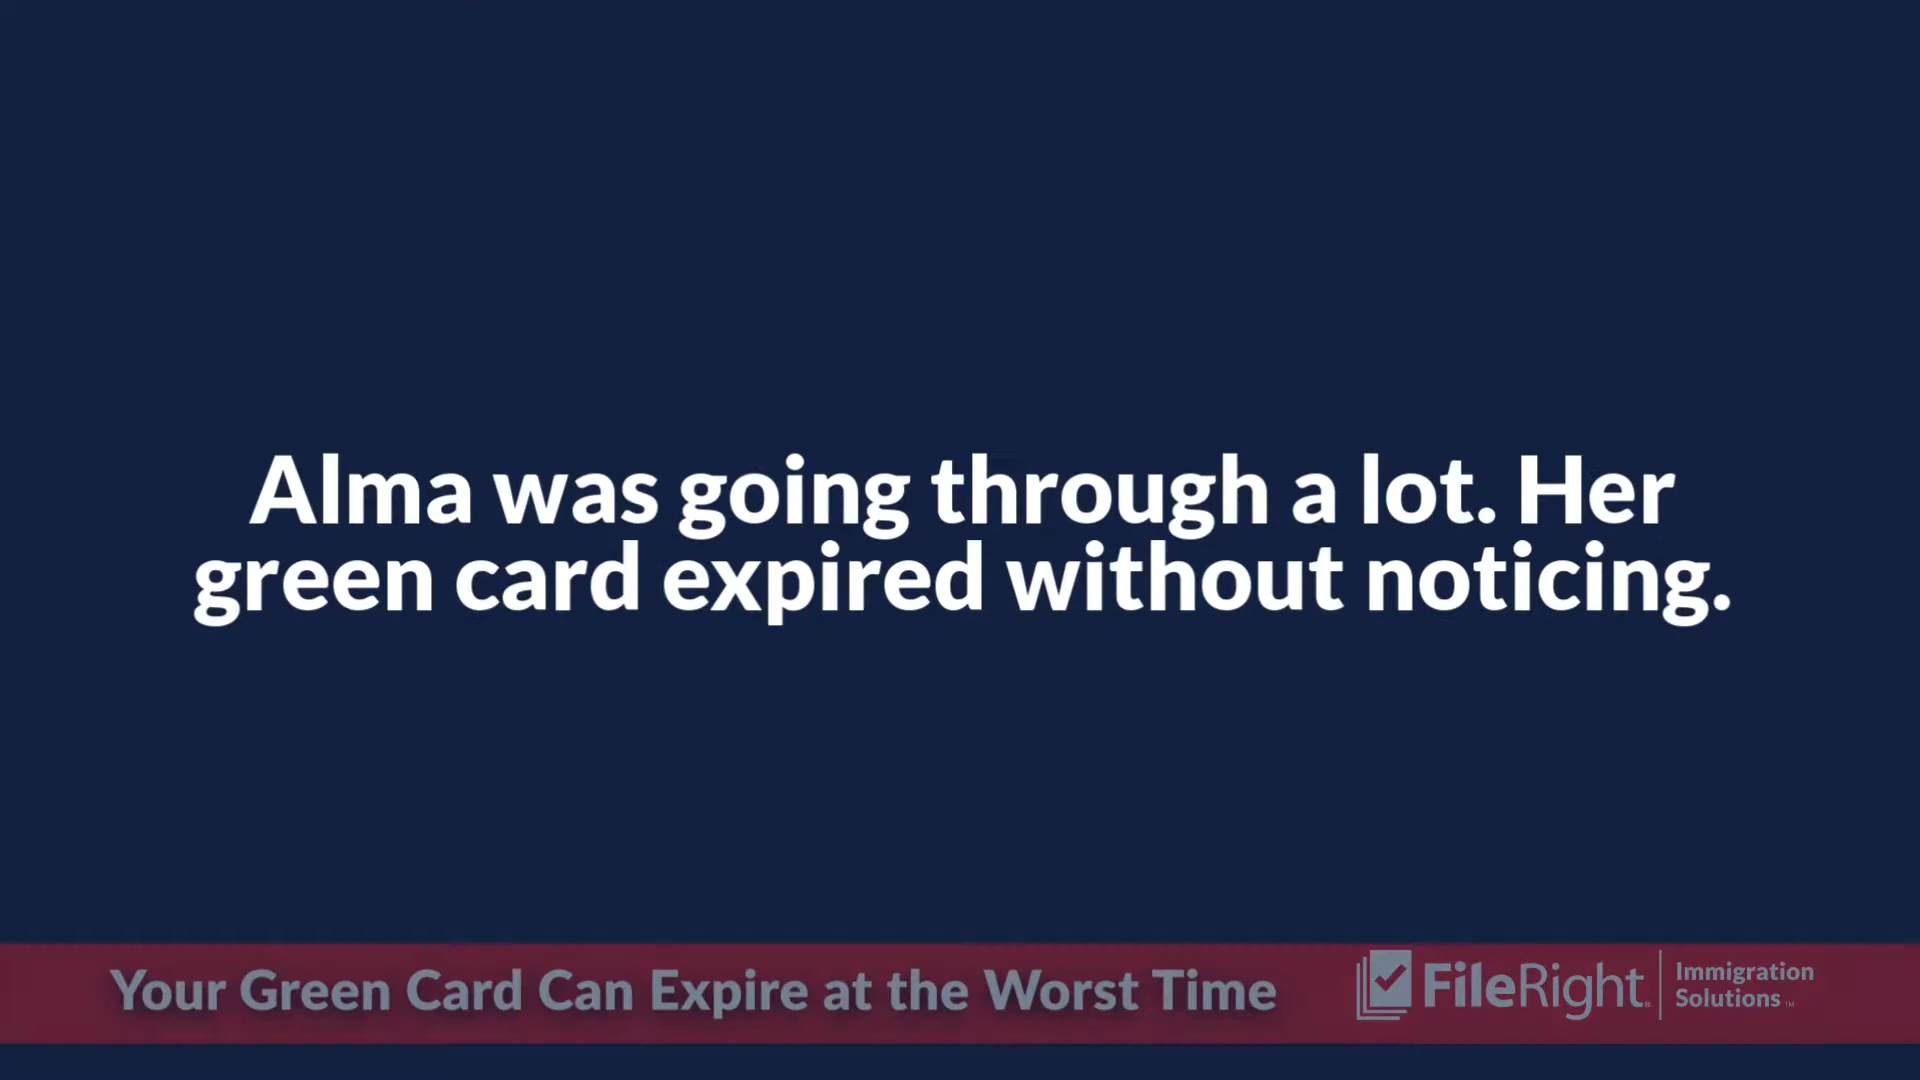 Alma was going through a lot. Her
green card expired without noticing.
Your Green Card Can Expire at the Worst Time
FileRight®
Immigration
Solutions™